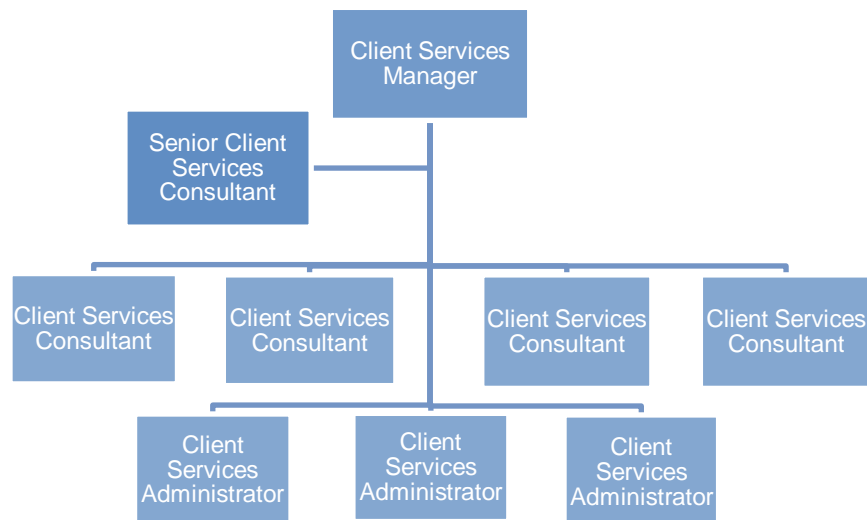 Client Services
Manager
Senior Client
Services
Consultant
Client Services
Consultant
Client Services
Consultant
Client Services
Consultant
Client Services
Consultant
Client
Services
Administrator
Client
Services
Administrator
Client
Services
Administrator